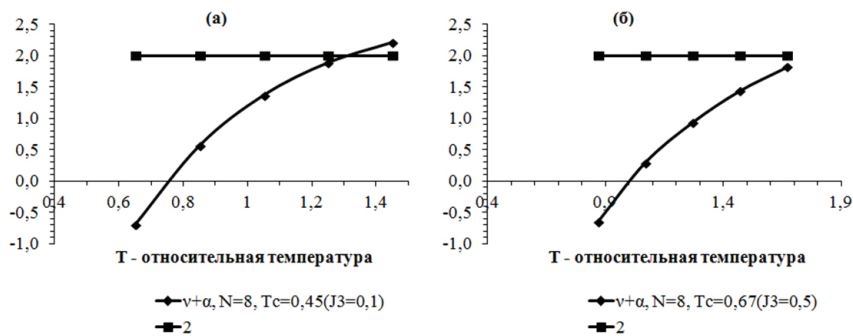 (а)
2,5
2,0
1,5
1,0
0,5
0,0
-0,5
-1,0
0,4 0,6 0,8 1 1,2 1,4
T - относительная температура
ν+α, N=8, Tc=0,45(J3=0,1)
2
(б)
2,5
2,0
1,5
1,0
0,5
0,0
-0,5
-1,0
0,4 0,9 1,4 1,9
T - относительная температура
ν+α, N=8, Tc=0,67(J3=0,5)
2